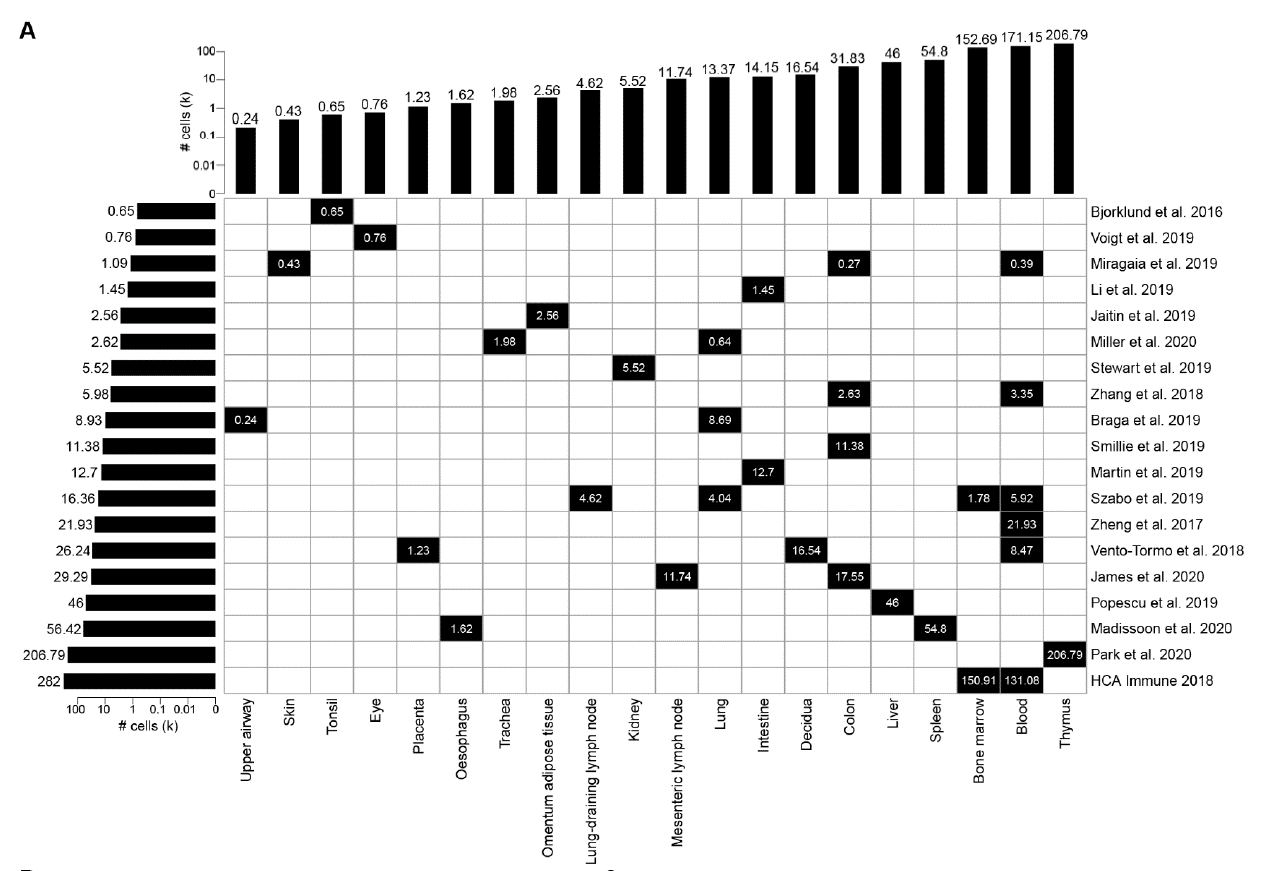 A
152.69 171.15 206.79
31.83 46 54.8
11.74 13.37 14.15 16.54
4.62 5.52
1.23 1.62 1.98 2.56
0.24 0.43 0.65 0.76
# cells (k)
100
10
1
0.1
0.01
0
0.65 0.65 Bjorklund et al. 2016
0.76 0.76 Voigt et al. 2019
1.09 0.43 0.27 0.39 Miragaia et al. 2019
1.45 1.45 Li et al. 2019
2.56 2.56 Jaitin et al. 2019
2.62 1.98 0.64 Miller et al. 2020
5.52 5.52 Stewart et al. 2019
5.98 2.63 3.35 Zhang et al. 2018
8.93 0.24 8.69 Braga et al. 2019
11.38 11.38 Smillie et al. 2019
12.7 12.7 Martin et al. 2019
16.36 4.62 4.04 1.78 5.92 Szabo et al. 2019
21.93 21.93 Zheng et al. 2017
26.24 1.23 16.54 8.47 Vento-Tormo et al. 2018
29.29 11.74 17.55 James et al. 2020
46 46 Popescu et al. 2019
56.42 1.62 54.8 Madissoon et al. 2020
206.79 206.79 Park et al. 2020
282 150.91 131.08 HCA Immune 2018
100 10 1 0.1 0.01 0
# cells (k)
Upper airway
Skin
Tonsil
Eye
Placenta
Oesophagus
Trachea
Omentum adipose tissue
Lung-draining lymph node
Kidney
Mesenteric lymph node
Lung
Intestine
Decidua
Colon
Liver
Spleen
Bone marrow
Blood
Thymus